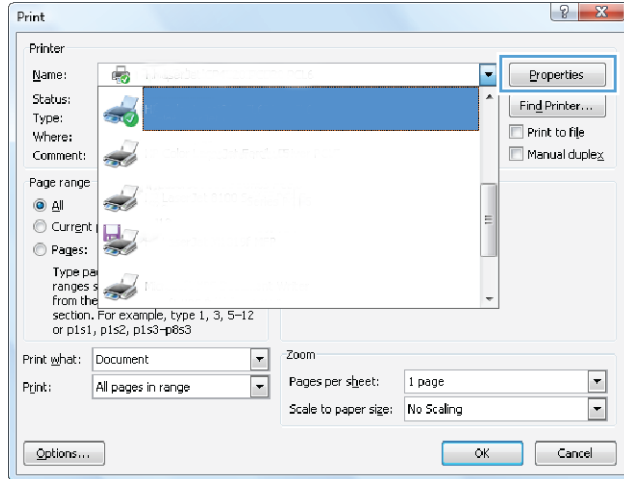 Print
Printer
Name:
Properties
Status:
Find Printer...
Type:
Print to file
Where:
Manual duplex
Comment:
Page range
All
Current
Pages:
Type pa
ranges s
from the
section. For example, type 1, 3, 5–12
or p1s1, p1s2, p1s3–p8s3
Print what: Document
Print: All pages in range
Zoom
Pages per sheet: 1 page
Scale to paper size: No Scaling
Options...
OK
Cancel